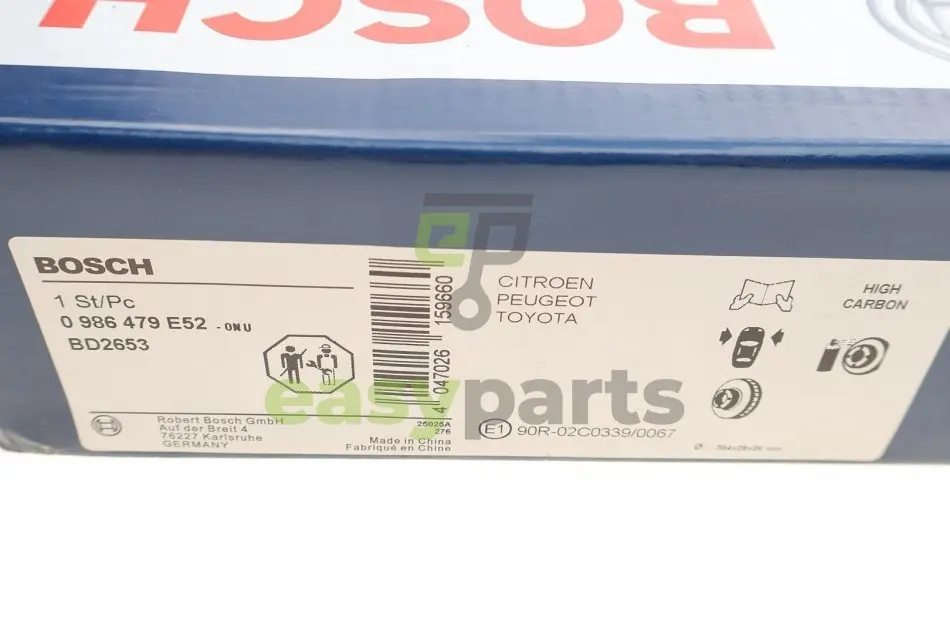 BOSCH
BOSCH
1 St/Pc
0 986 479 E52 - 0N U
BD2653
Robert Bosch GmbH
Auf der Breit 4
76227 Karlsruhe
GERMANY
25025A
276
Made in China
Fabriqué en Chine
4 047026 159660
CITROEN
PEUGEOT
TOYOTA
E1 90R-02C0339/0067
HIGH
CARBON
ep
easyparts